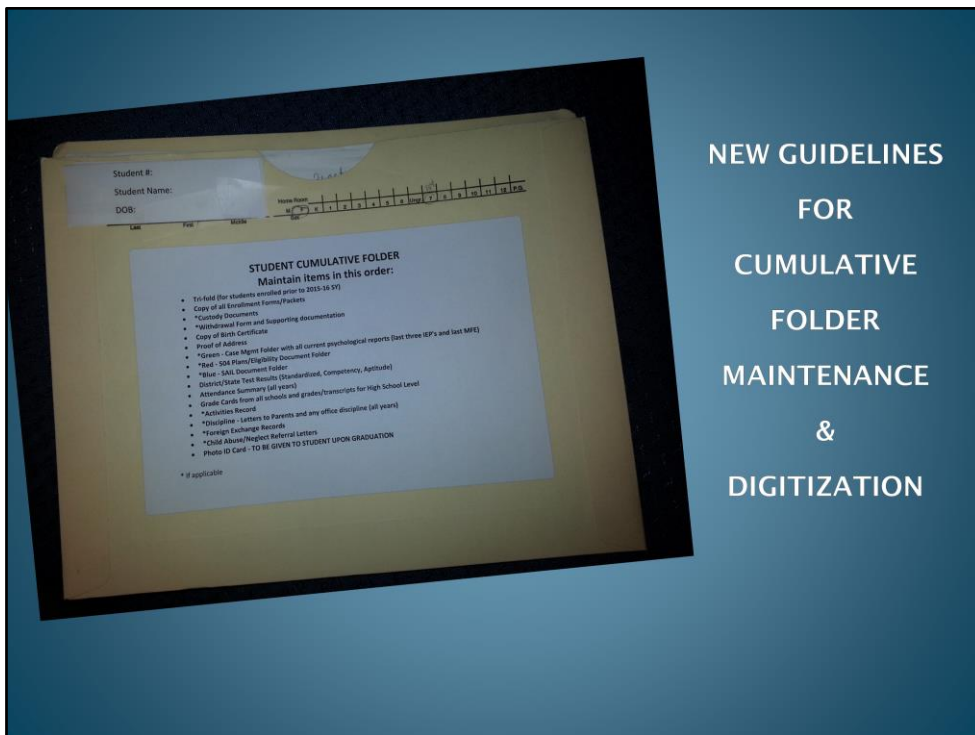 Student #:
Student Name:
DOB:
Home Room
K 1 2 3 4 5 6 Ungr 7 8 9 10 11 12 P.G.
Last First Middle
STUDENT CUMULATIVE FOLDER
Maintain items in this order:
• Tri-fold (for students enrolled prior to 2015-16 SY)
• Copy of all Enrollment Forms/Packets
• *Custody Documents
• *Withdrawal Form and Supporting documentation
• Copy of Birth Certificate
• Proof of Address
• *Green - Case Mgmt Folder with all current psychological reports (last three IEP's and last MFE)
• *Red - 504 Plans/Eligibility Document Folder
• *Blue - SAIL Document Folder
• District/State Test Results (Standardized, Competency, Aptitude)
• Attendance Summary (all years)
• Grade Cards from all schools and grades/transcripts for High School Level
• *Activities Record
• *Discipline - Letters to Parents and any office discipline (all years)
• *Foreign Exchange Records
• *Child Abuse/Neglect Referral Letters
• Photo ID Card - TO BE GIVEN TO STUDENT UPON GRADUATION
* If applicable
NEW GUIDELINES
FOR
CUMULATIVE
FOLDER
MAINTENANCE
&
DIGITIZATION